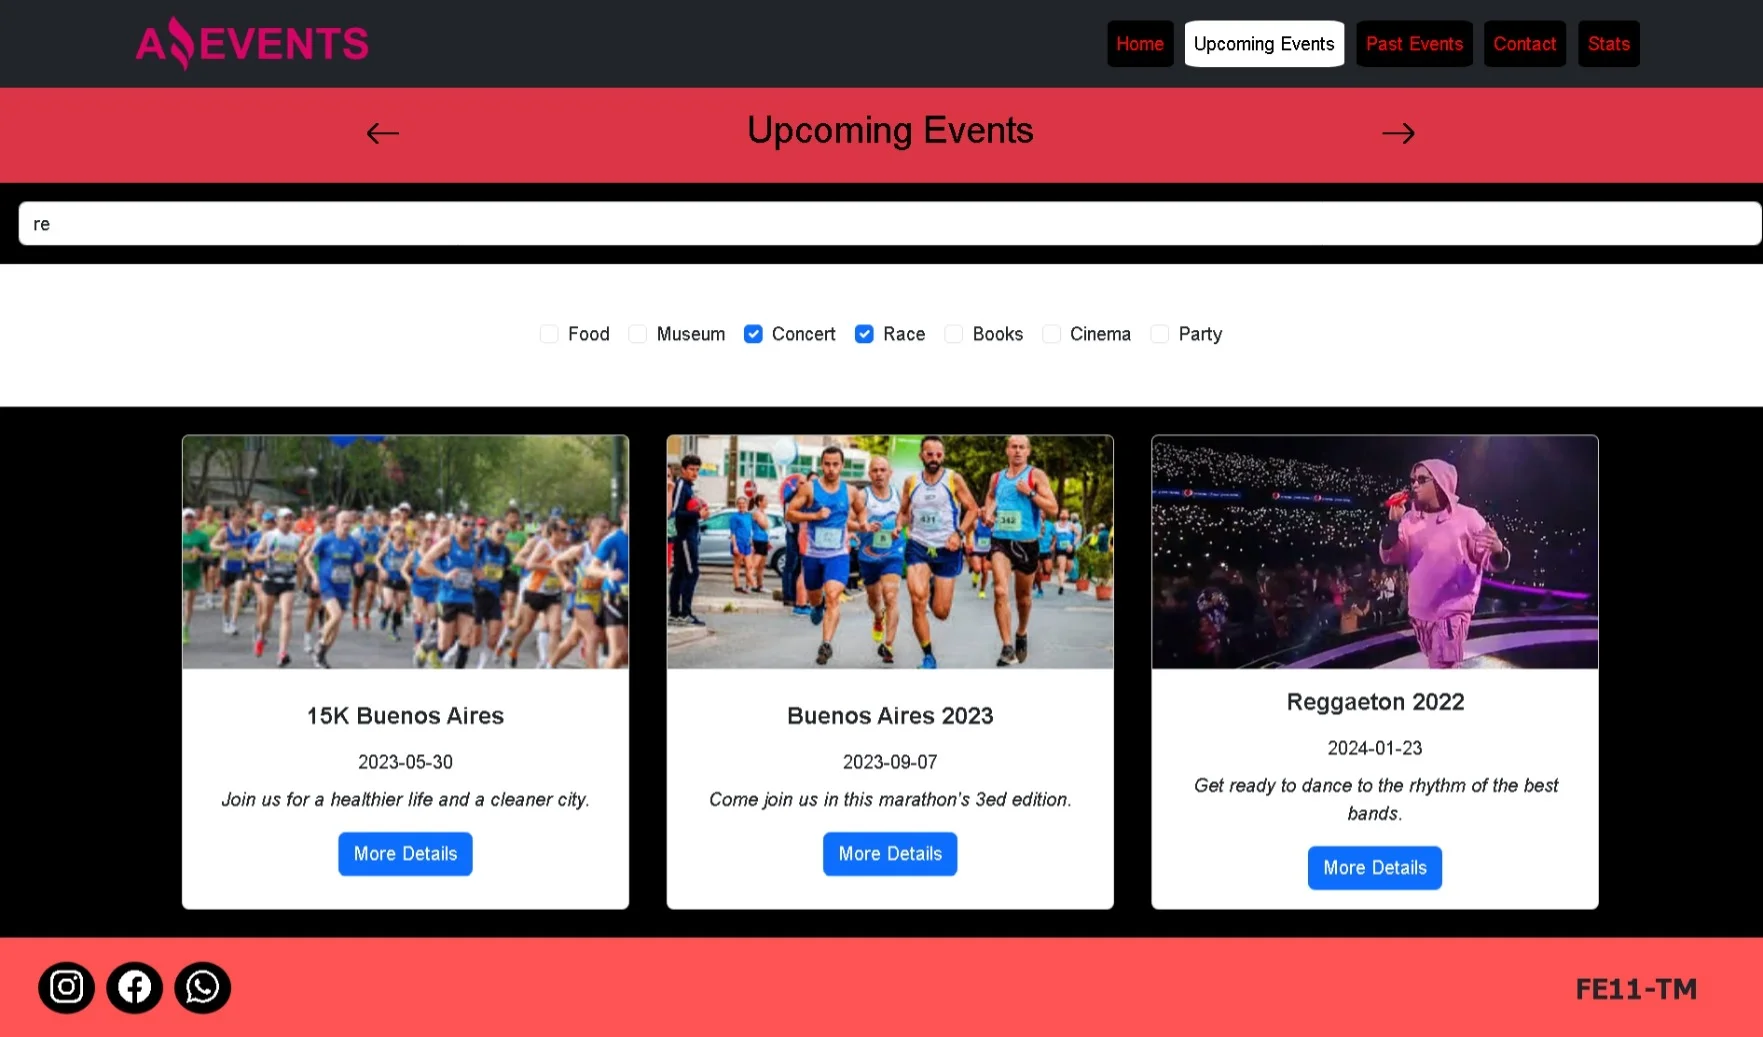 A EVENTS
Home
Upcoming Events
Past Events
Contact
Stats
Upcoming Events
re
Food
Museum
Concert
Race
Books
Cinema
Party
431
342
15K Buenos Aires
2023-05-30
Join us for a healthier life and a cleaner city.
More Details
Buenos Aires 2023
2023-09-07
Come join us in this marathon's 3ed edition.
More Details
Reggaeton 2022
2024-01-23
Get ready to dance to the rhythm of the best
bands.
More Details
FE11-TM